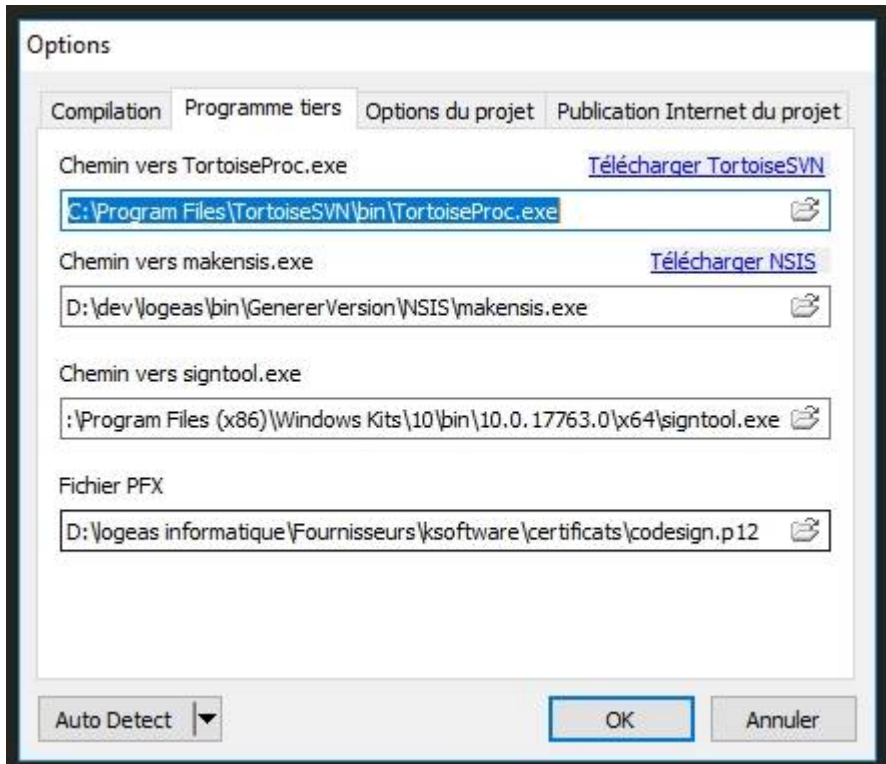 Options
Compilation Programme tiers Options du projet Publication Internet du projet
Chemin vers TortoiseProc.exe Télécharger TortoiseSVN
C:\Program Files\TortoiseSVN\bin\TortoiseProc.exe
Chemin vers makensis.exe Télécharger NSIS
D:\dev\logeas\bin\GenererVersion\NSIS\makensis.exe
Chemin vers signtool.exe
:\Program Files (x86)\Windows Kits\10\bin\10.0.17763.0\x64\signtool.exe
Fichier PFX
D:\logeas informatique\Fournisseurs\ksoftware\certificats\codesign.p12
Auto Detect OK Annuler